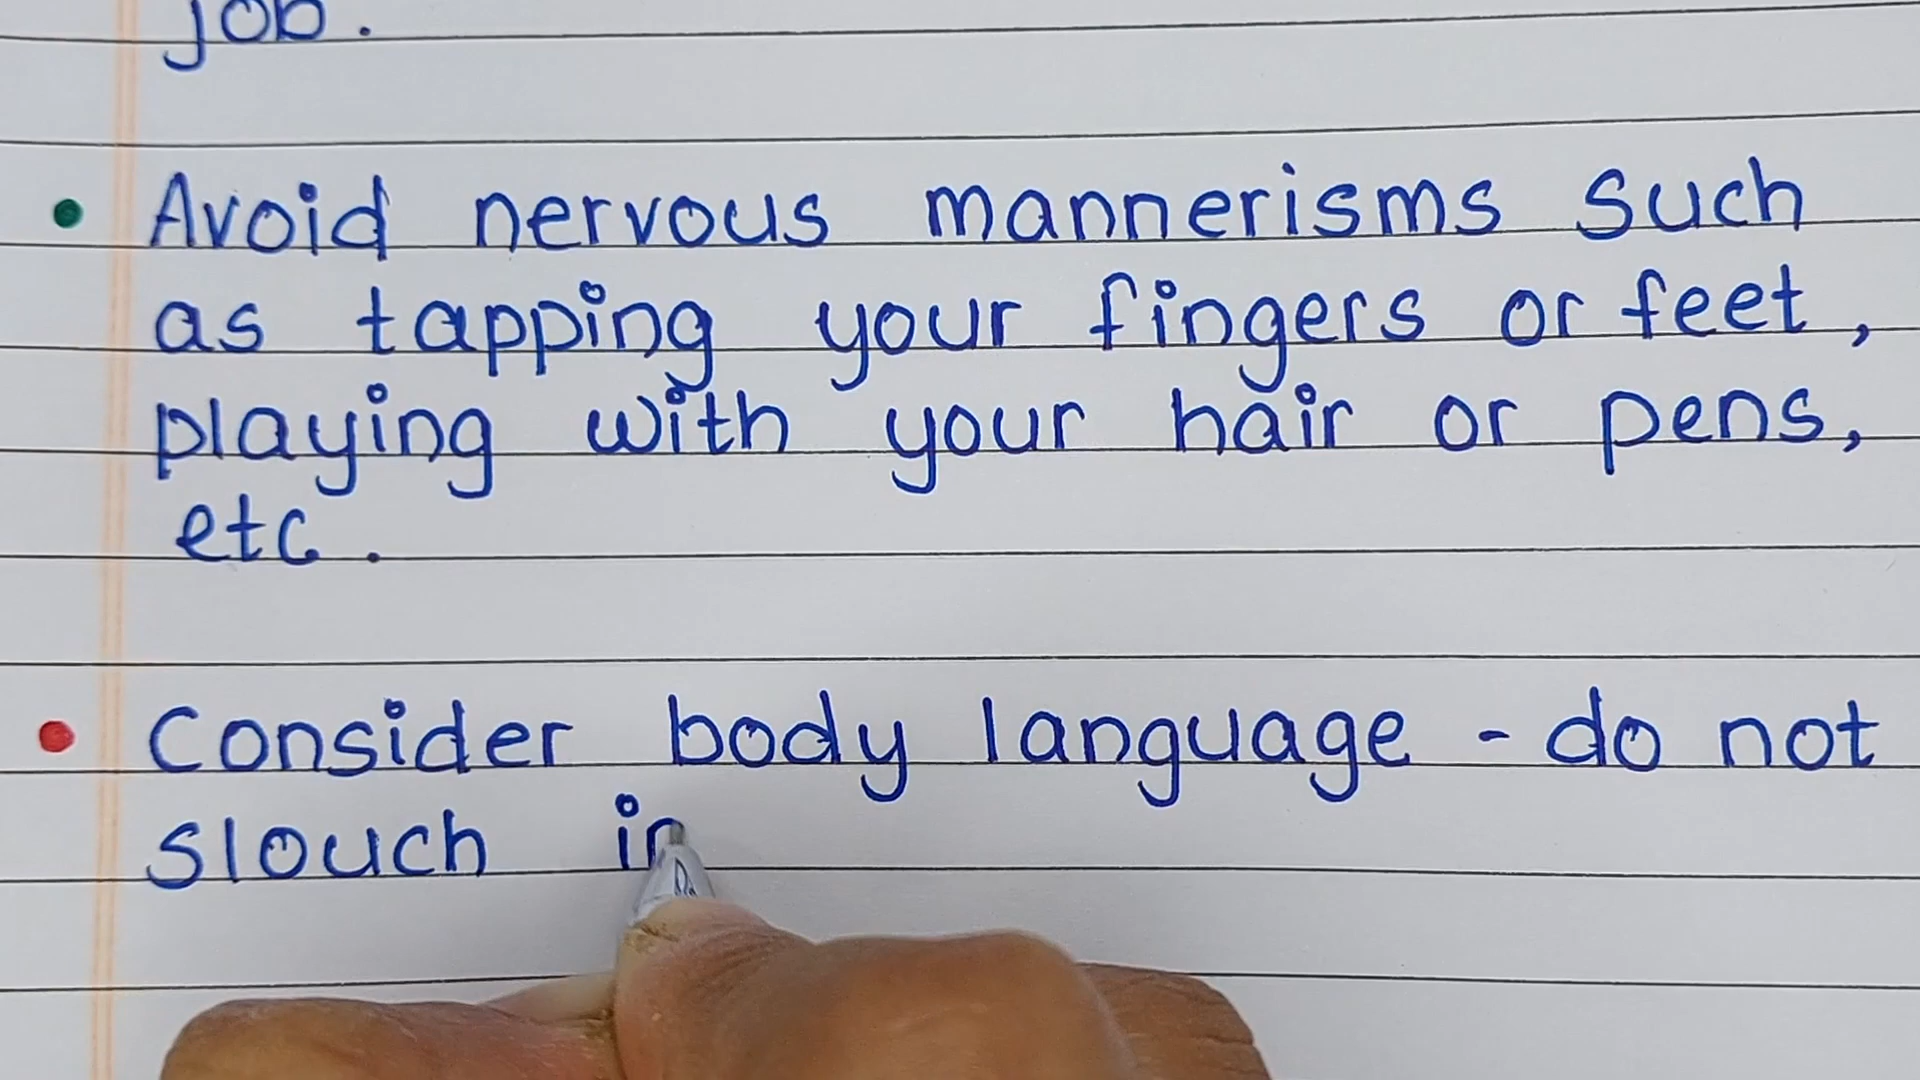 job.
• Avoid nervous mannerisms such
as tapping your fingers or feet,
playing with your hair or pens,
etc.
• Consider body language - do not
slouch in